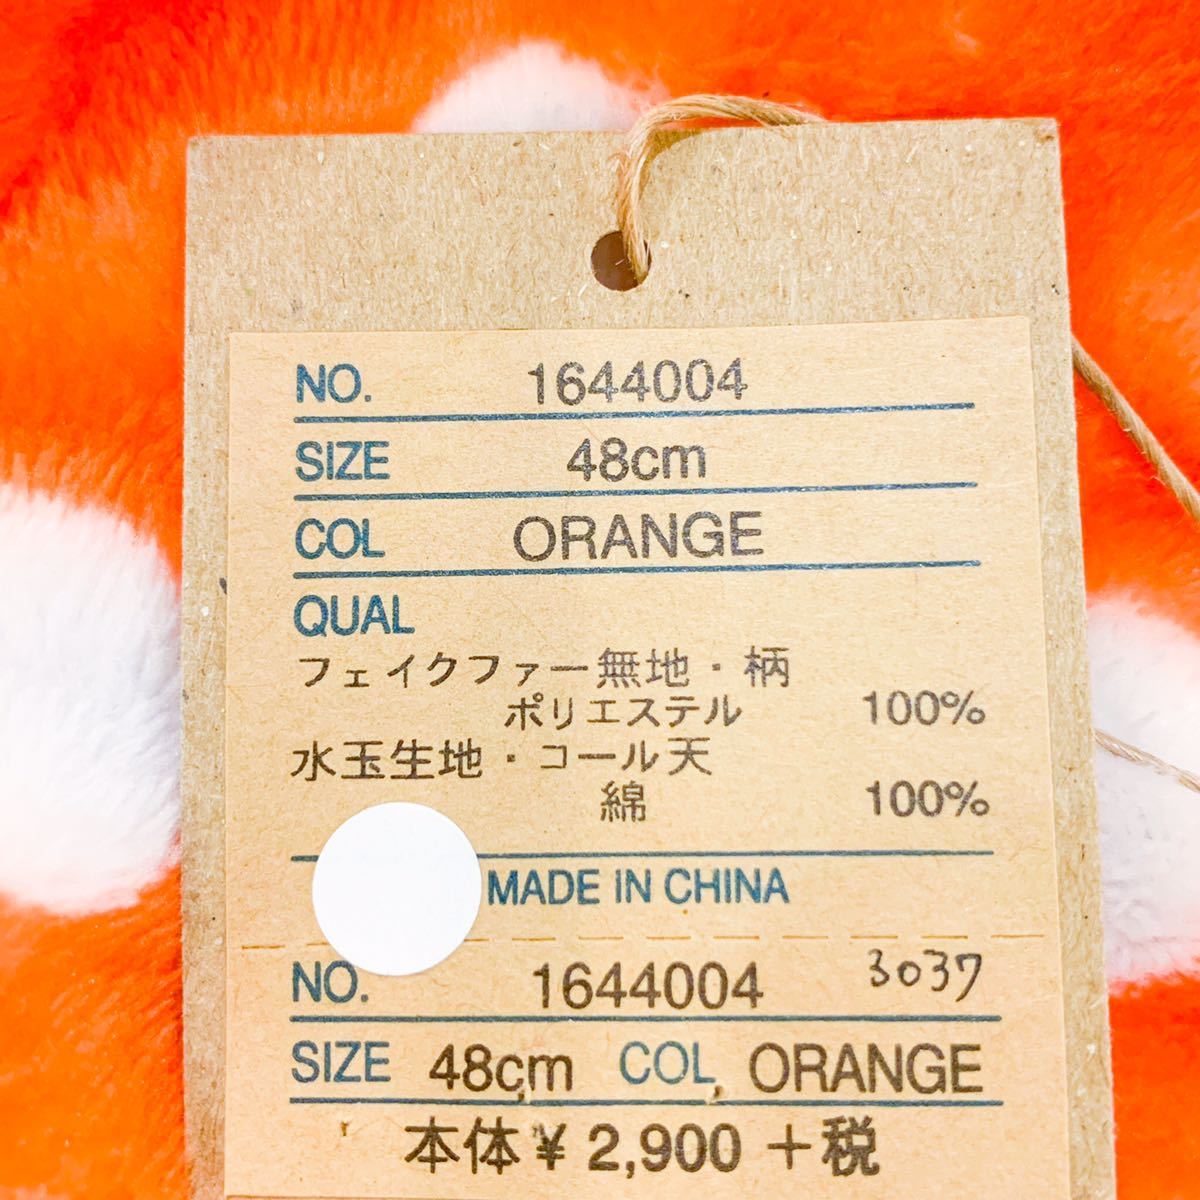 NO. 1644004
SIZE 48cm
COL ORANGE
QUAL
フェイクファー無地・柄
ポリエステル 100%
水玉生地・コール天
綿 100%
MADE IN CHINA
NO. 1644004 3037
SIZE 48cm COL ORANGE
本体¥2,900+税